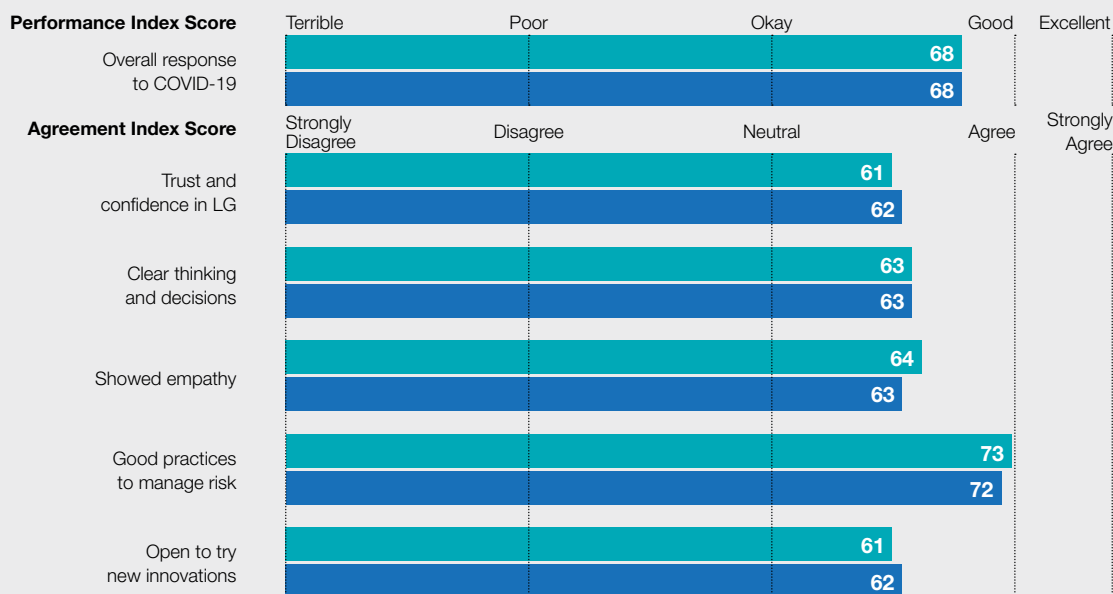 Performance Index Score Terrible Poor Okay Good Excellent
Overall response
to COVID-19
68
68
Agreement Index Score Strongly
Disagree Disagree Neutral Agree Strongly
Agree
Trust and
confidence in LG
61
62
Clear thinking
and decisions
63
63
Showed empathy
64
63
Good practices
to manage risk
73
72
Open to try
new innovations
61
62